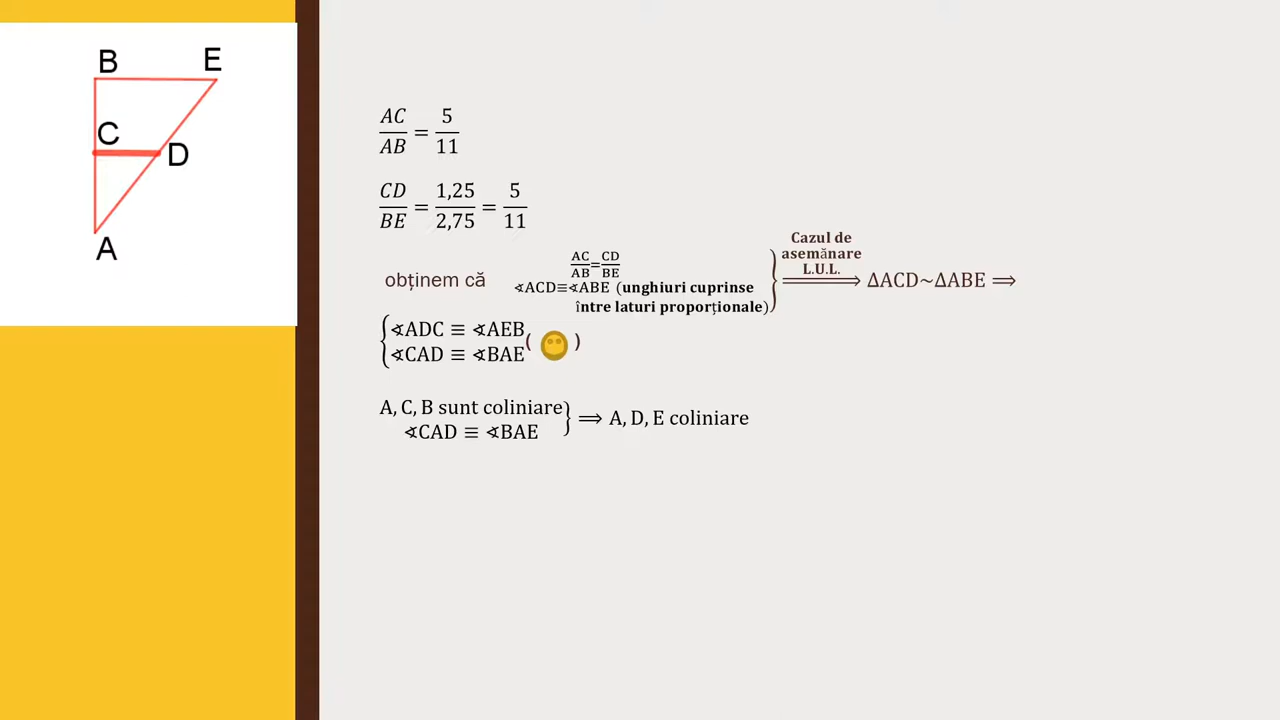 B E
C
D
A
AC/AB = 5/11
CD/BE = 1,25/2,75 = 5/11
obținem că
AC/AB=CD/BE
∢ACD≡∢ABE (unghiuri cuprinse
între laturi proporționale)
Cazul de
asemănare
L.U.L.
⟹ ΔACD~ΔABE ⟹
∢ADC ≡ ∢AEB
∢CAD ≡ ∢BAE
( )
A, C, B sunt coliniare
∢CAD ≡ ∢BAE
⟹ A, D, E coliniare